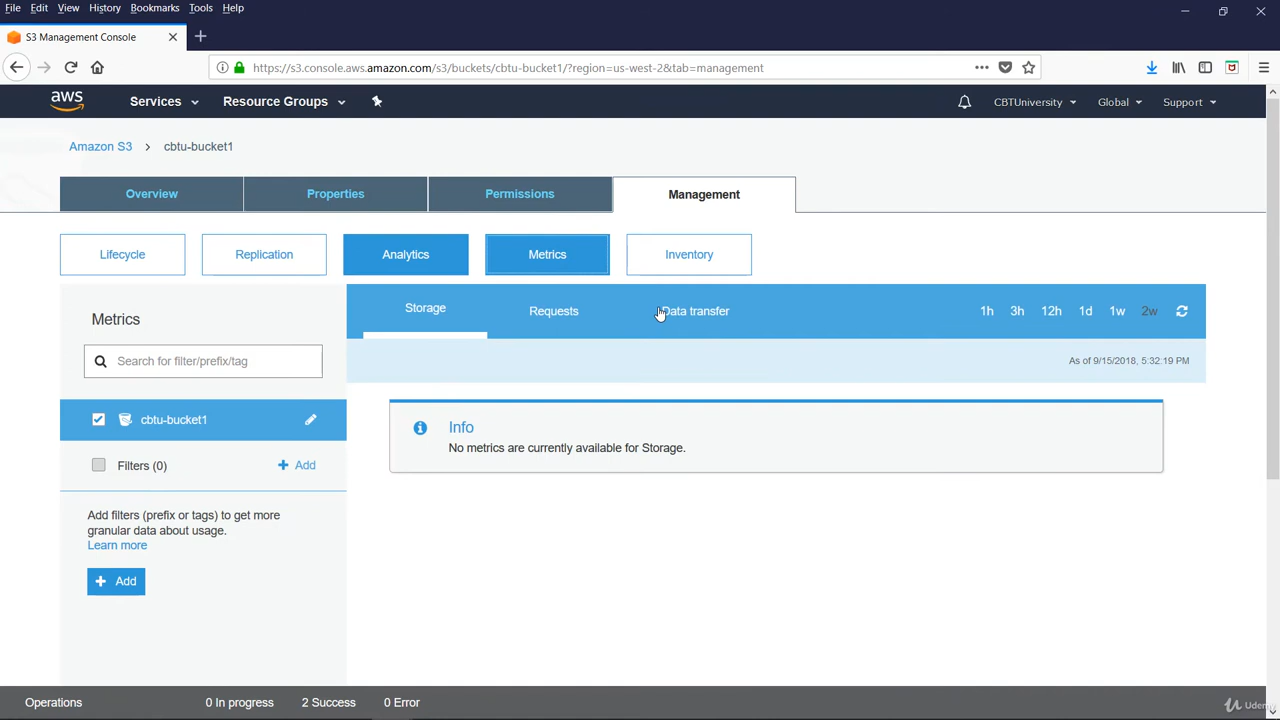 File Edit View History Bookmarks Tools Help
S3 Management Console
https://s3.console.aws.amazon.com/s3/buckets/cbtu-bucket1/?region=us-west-2&tab=management
aws Services Resource Groups CBTUniversity Global Support
Amazon S3 > cbtu-bucket1
Overview Properties Permissions Management
Lifecycle Replication Analytics Metrics Inventory
Metrics
Storage Requests Data transfer 1h 3h 12h 1d 1w 2w
Search for filter/prefix/tag
As of 9/15/2018, 5:32:19 PM
cbtu-bucket1
Info
No metrics are currently available for Storage.
Filters (0) + Add
Add filters (prefix or tags) to get more
granular data about usage.
Learn more
+ Add
Operations 0 In progress 2 Success 0 Error
Udemy